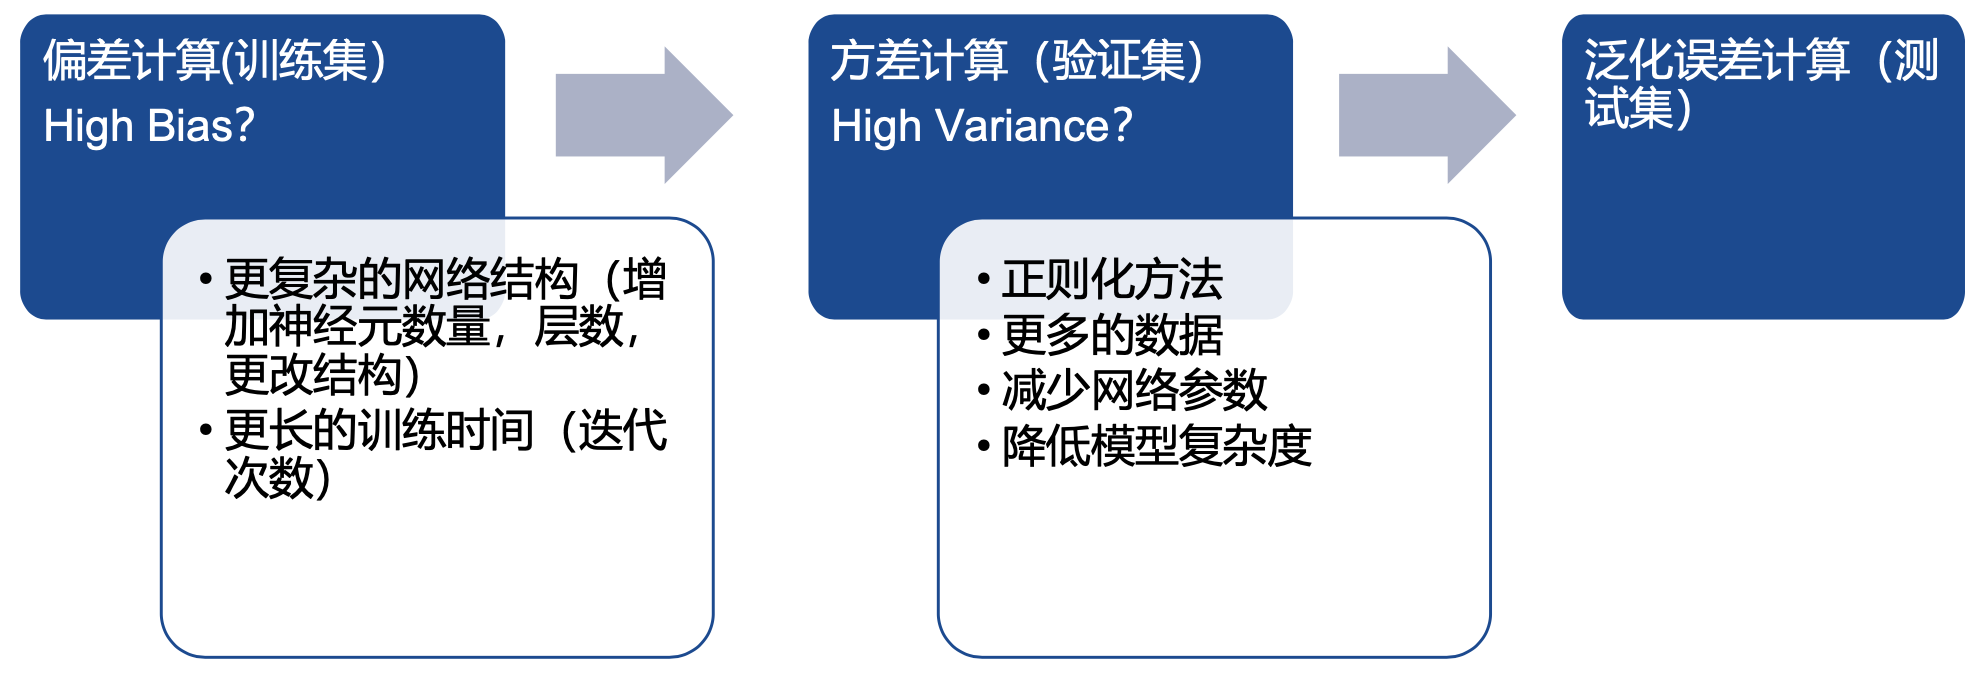 偏差计算(训练集）
High Bias？
• 更复杂的网络结构（增
加神经元数量，层数，
更改结构）
• 更长的训练时间（迭代
次数）
方差计算（验证集）
High Variance？
• 正则化方法
• 更多的数据
• 减少网络参数
• 降低模型复杂度
泛化误差计算（测
试集）